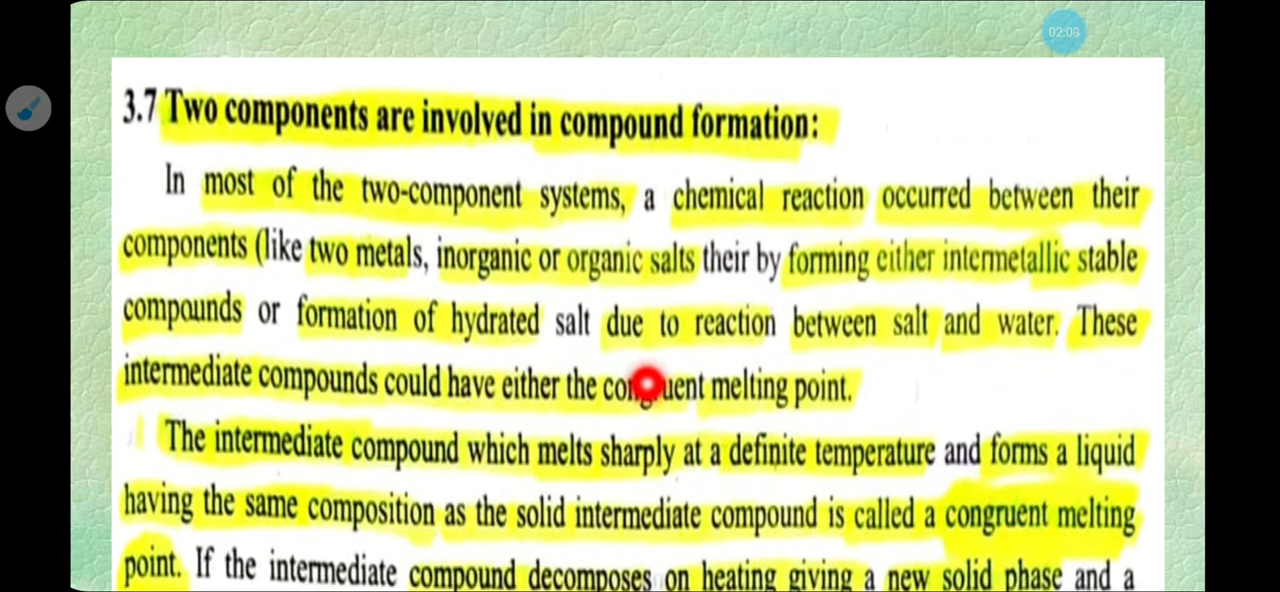 02:09
3.7 Two components are involved in compound formation:
In most of the two-component systems, a chemical reaction occurred between their
components (like two metals, inorganic or organic salts their by forming either intermetallic stable
compounds or formation of hydrated salt due to reaction between salt and water. These
intermediate compounds could have either the congruent melting point.
The intermediate compound which melts sharply at a definite temperature and forms a liquid
having the same composition as the solid intermediate compound is called a congruent melting
point. If the intermediate compound decomposes on heating giving a new solid phase and a